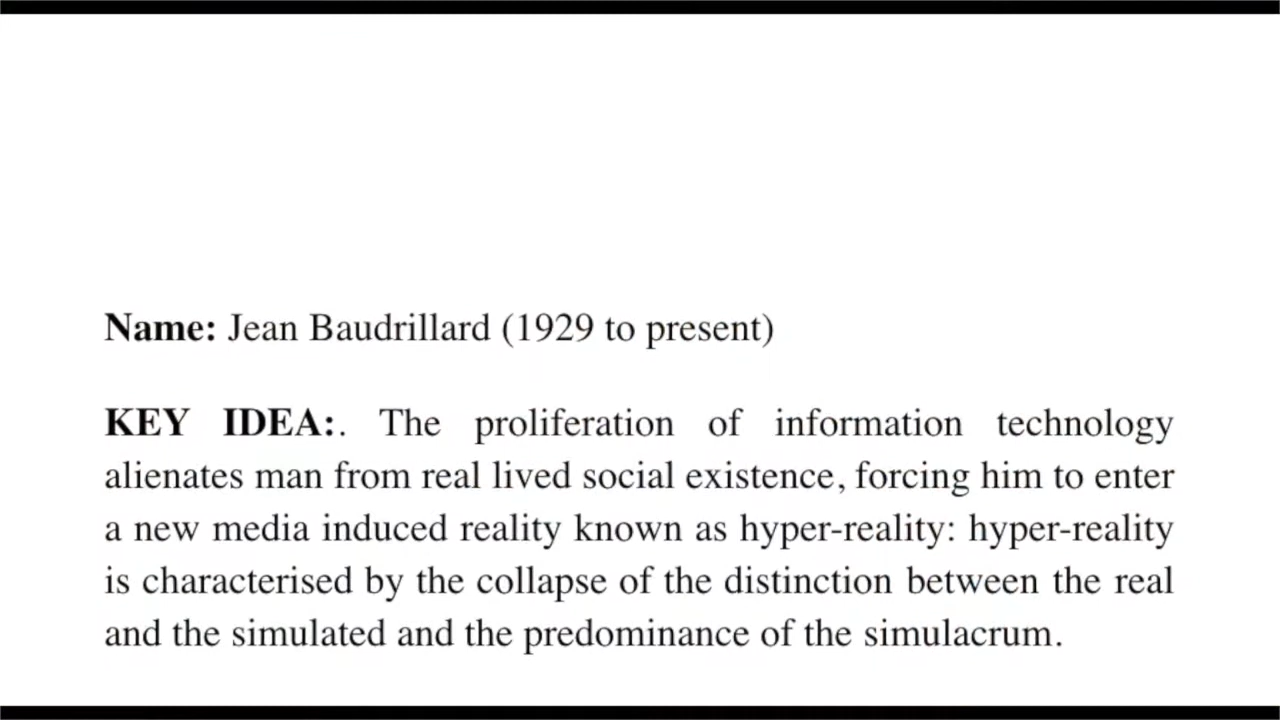 Name: Jean Baudrillard (1929 to present)
KEY IDEA:. The proliferation of information technology
alienates man from real lived social existence, forcing him to enter
a new media induced reality known as hyper-reality: hyper-reality
is characterised by the collapse of the distinction between the real
and the simulated and the predominance of the simulacrum.